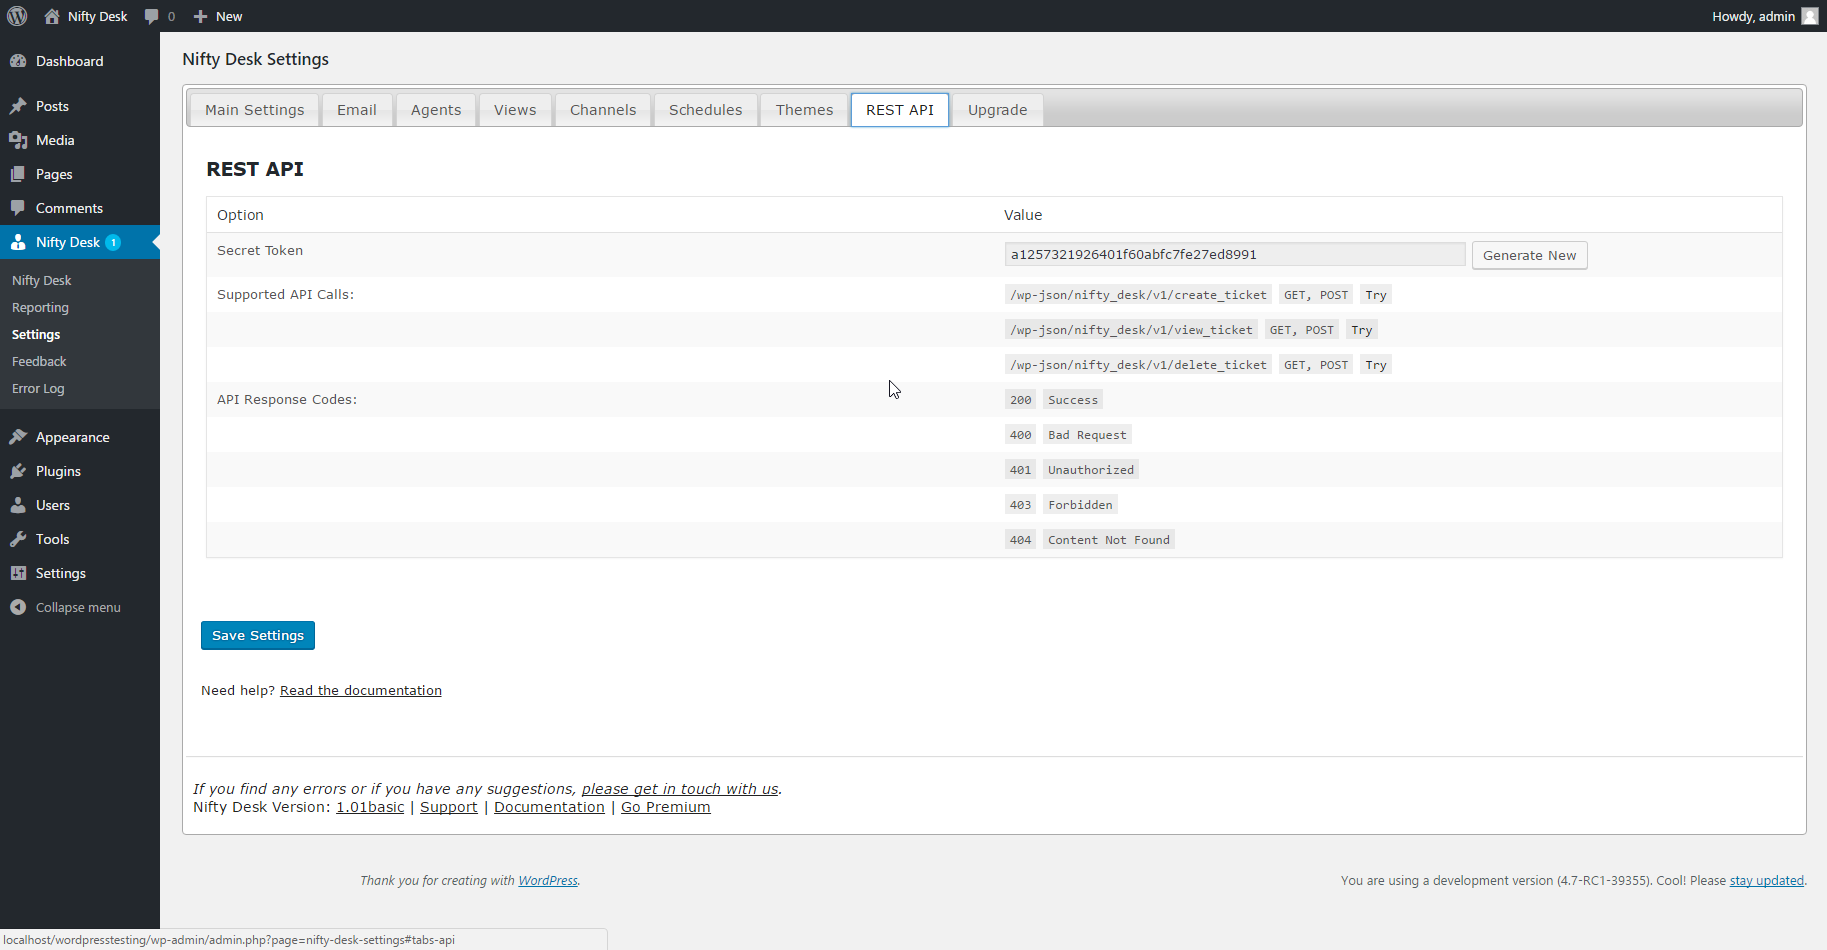 Nifty Desk 0 New Howdy, admin
Dashboard
Posts
Media
Pages
Comments
Nifty Desk 1
Nifty Desk
Reporting
Settings
Feedback
Error Log
Appearance
Plugins
Users
Tools
Settings
Collapse menu
Nifty Desk Settings
Main Settings Email Agents Views Channels Schedules Themes REST API Upgrade
REST API
Option Value
Secret Token a1257321926401f60abfc7fe27ed8991 Generate New
Supported API Calls: /wp-json/nifty_desk/v1/create_ticket GET, POST Try
/wp-json/nifty_desk/v1/view_ticket GET, POST Try
/wp-json/nifty_desk/v1/delete_ticket GET, POST Try
API Response Codes: 200 Success
400 Bad Request
401 Unauthorized
403 Forbidden
404 Content Not Found
Save Settings
Need help? Read the documentation
If you find any errors or if you have any suggestions, please get in touch with us.
Nifty Desk Version: 1.01basic | Support | Documentation | Go Premium
Thank you for creating with WordPress. You are using a development version (4.7-RC1-39355). Cool! Please stay updated.
localhost/wordpresstesting/wp-admin/admin.php?page=nifty-desk-settings#tabs-api